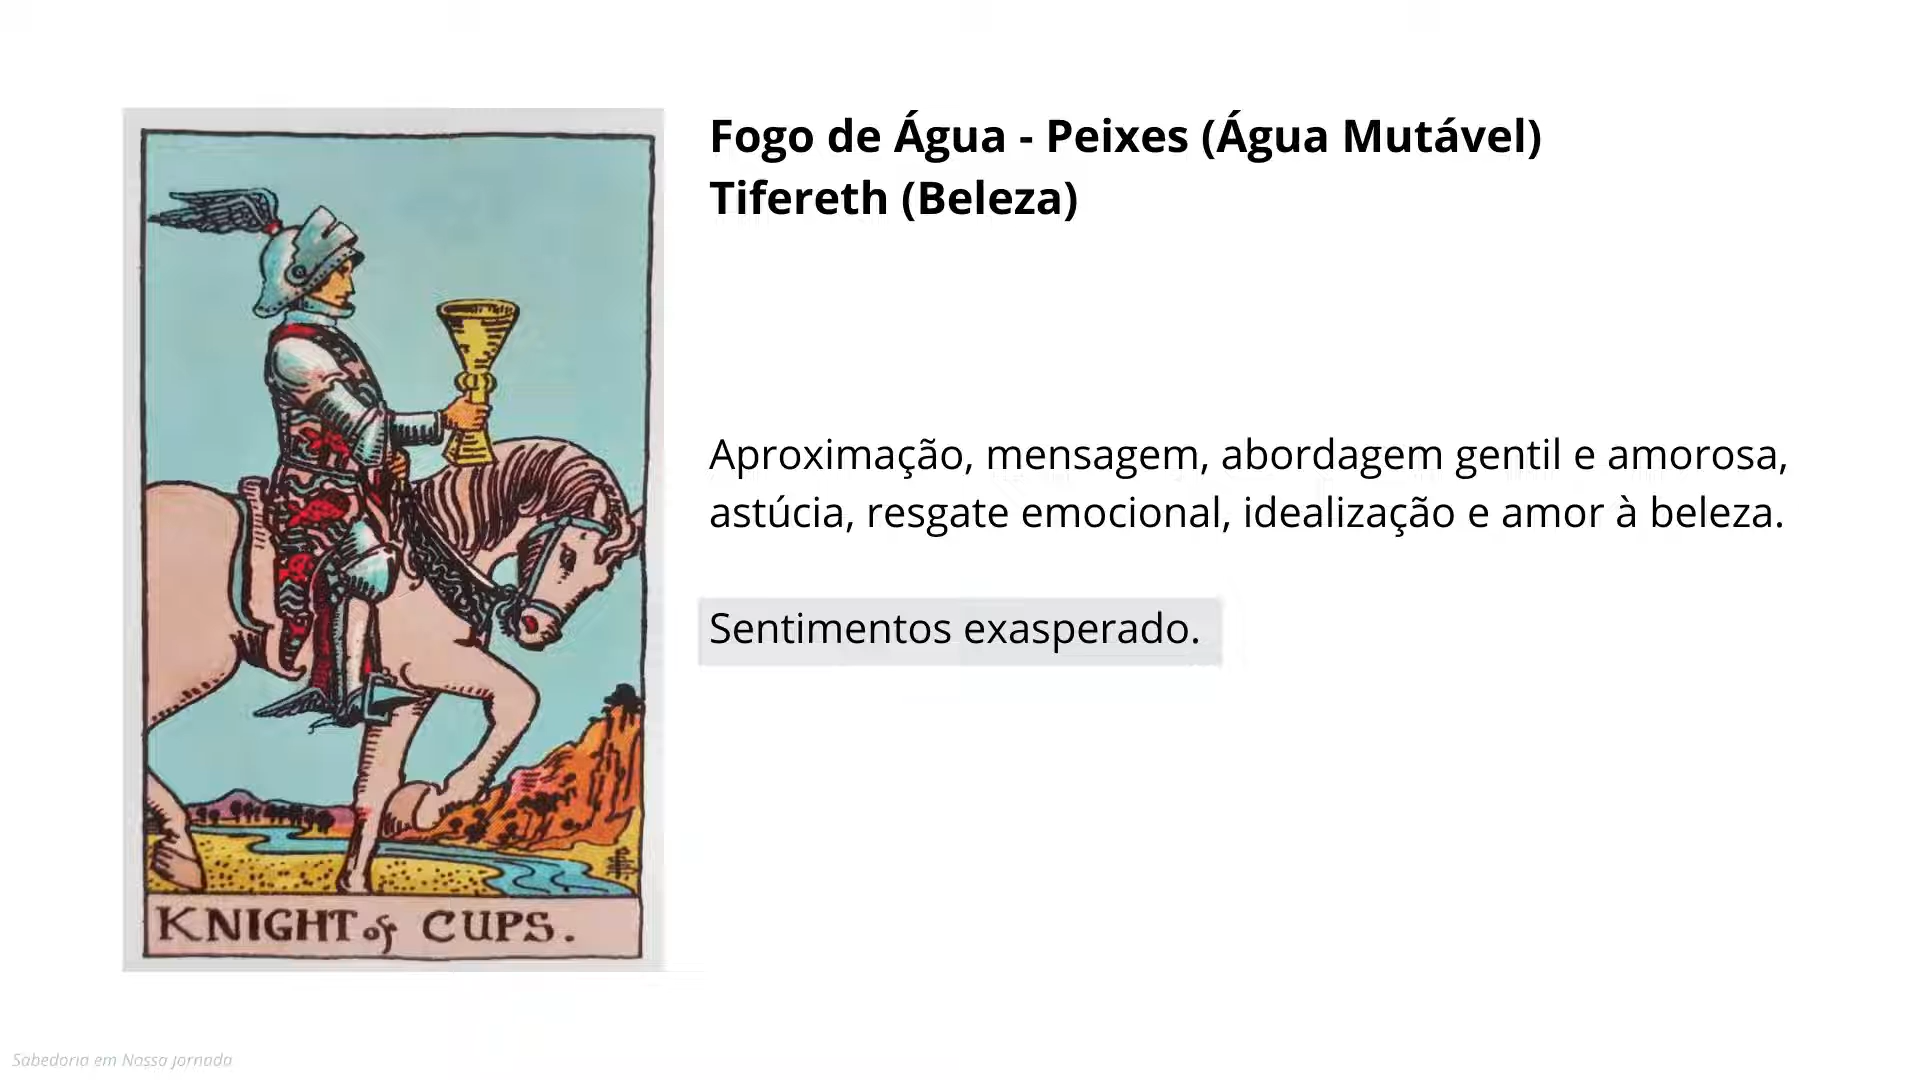 Fogo de Água - Peixes (Água Mutável)
Tifereth (Beleza)
Aproximação, mensagem, abordagem gentil e amorosa,
astúcia, resgate emocional, idealização e amor à beleza.
Sentimentos exasperado.
KNIGHT of CUPS.
Sabedoria em Nossa jornada